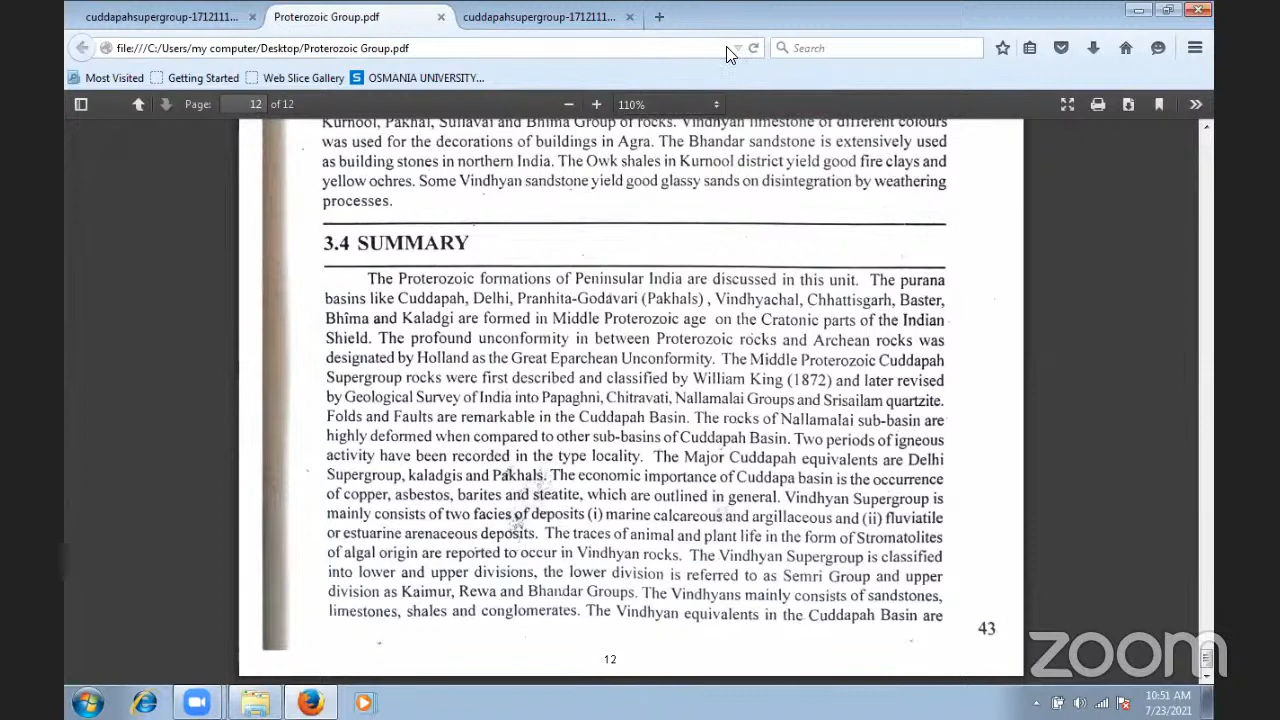 cuddapahsupergroup-1712111...
Proterozoic Group.pdf
cuddapahsupergroup-1712111...
file:///C:/Users/my computer/Desktop/Proterozoic Group.pdf
Search
Most Visited
Getting Started
Web Slice Gallery
OSMANIA UNIVERSITY...
Page: 12 of 12
110%
Kurnool, Pakhal, Sullavai and Bhima Group of rocks. Vindhyan limestone of different colours
was used for the decorations of buildings in Agra. The Bhandar sandstone is extensively used
as building stones in northern India. The Owk shales in Kurnool district yield good fire clays and
yellow ochres. Some Vindhyan sandstone yield good glassy sands on disintegration by weathering
processes.
3.4 SUMMARY
The Proterozoic formations of Peninsular India are discussed in this unit. The purana
basins like Cuddapah, Delhi, Pranhita-Godavari (Pakhals) , Vindhyachal, Chhattisgarh, Baster,
Bhîma and Kaladgi are formed in Middle Proterozoic age on the Cratonic parts of the Indian
Shield. The profound unconformity in between Proterozoic rocks and Archean rocks was
designated by Holland as the Great Eparchean Unconformity. The Middle Proterozoic Cuddapah
Supergroup rocks were first described and classified by William King (1872) and later revised
by Geological Survey of India into Papaghni, Chitravati, Nallamalai Groups and Srisailam quartzite.
Folds and Faults are remarkable in the Cuddapah Basin. The rocks of Nallamalai sub-basin are
highly deformed when compared to other sub-basins of Cuddapah Basin. Two periods of igneous
activity have been recorded in the type locality. The Major Cuddapah equivalents are Delhi
Supergroup, kaladgis and Pakhals. The economic importance of Cuddapa basin is the occurrence
of copper, asbestos, barites and steatite, which are outlined in general. Vindhyan Supergroup is
mainly consists of two facies of deposits (i) marine calcareous and argillaceous and (ii) fluviatile
or estuarine arenaceous deposits. The traces of animal and plant life in the form of Stromatolites
of algal origin are reported to occur in Vindhyan rocks. The Vindhyan Supergroup is classified
into lower and upper divisions, the lower division is referred to as Semri Group and upper
division as Kaimur, Rewa and Bhandar Groups. The Vindhyans mainly consists of sandstones,
limestones, shales and conglomerates. The Vindhyan equivalents in the Cuddapah Basin are
43
12
zoom
10:51 AM
7/23/2021